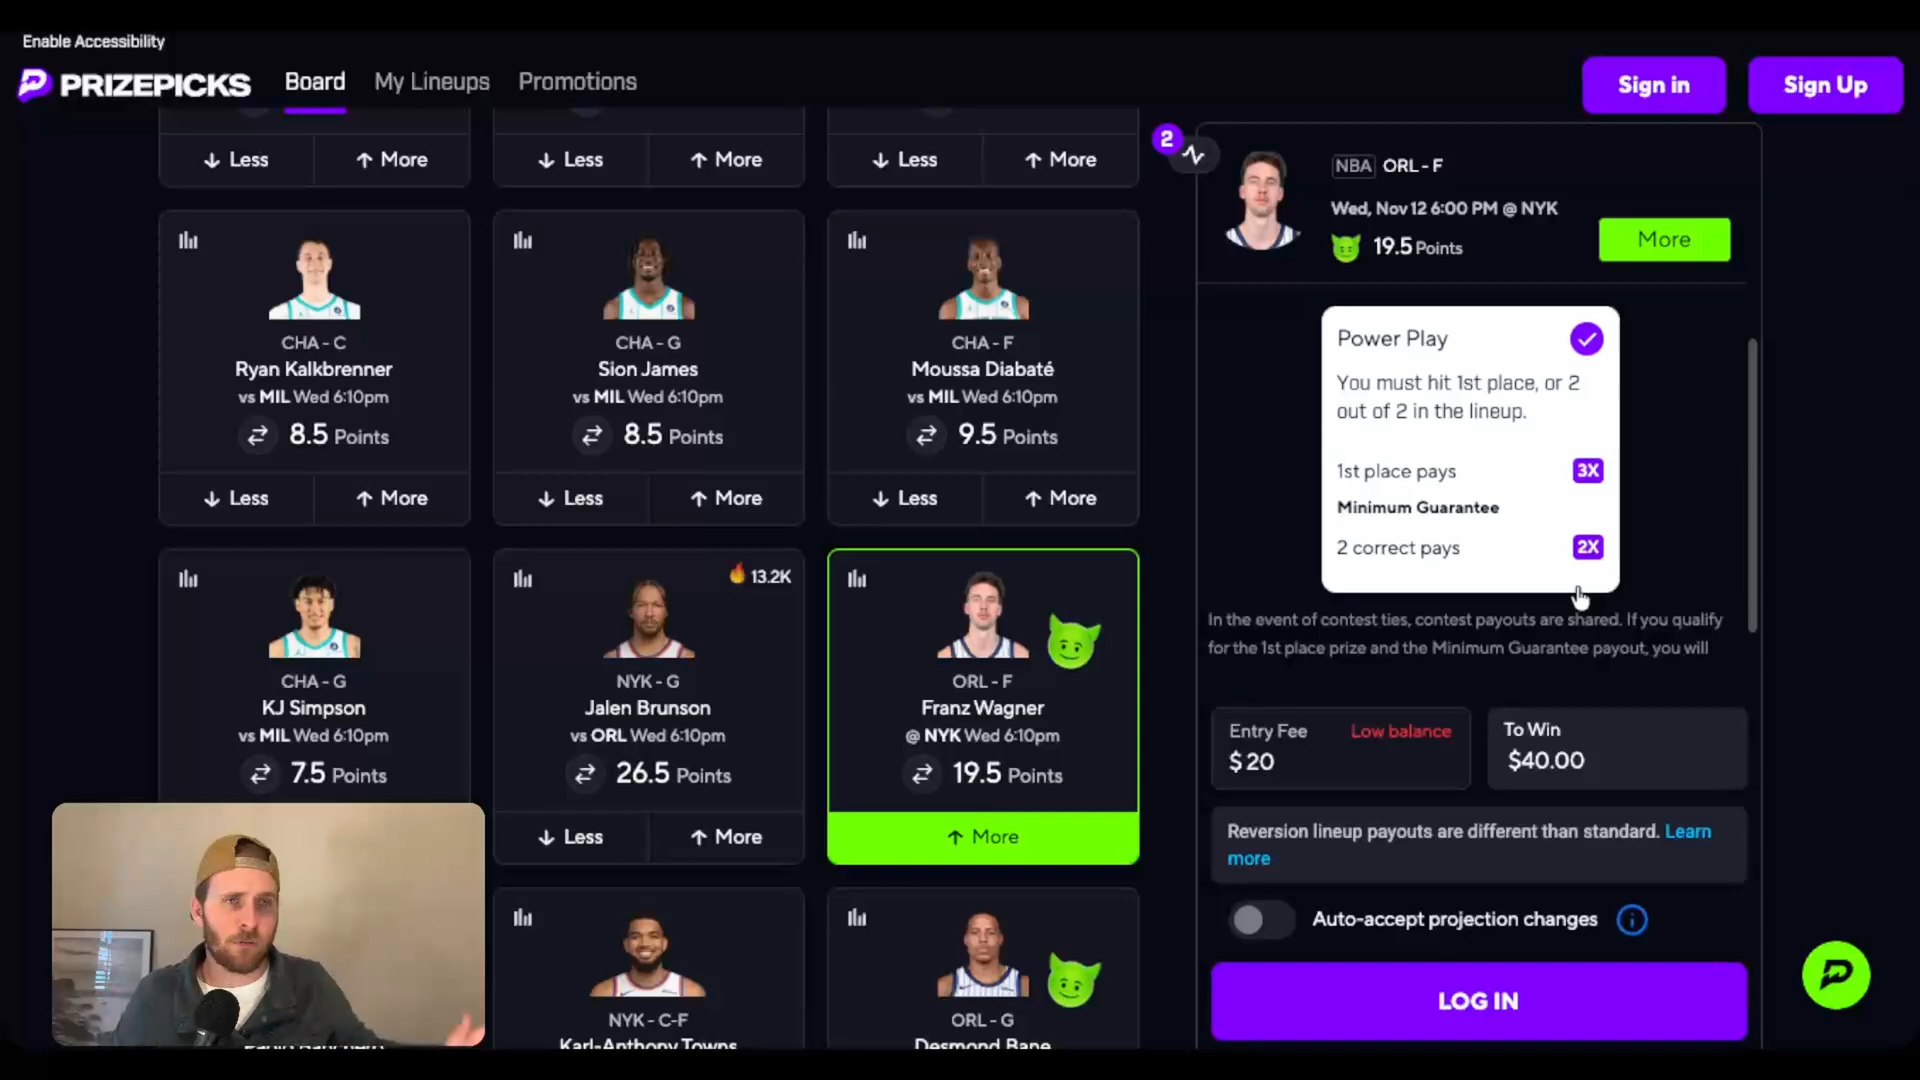 Enable Accessibility
PRIZEPICKS
Board
My Lineups
Promotions
Sign in
Sign Up
Less
More
Less
More
Less
More
CHA - C
Ryan Kalkbrenner
vs MIL Wed 6:10pm
8.5 Points
Less
More
CHA - G
Sion James
vs MIL Wed 6:10pm
8.5 Points
Less
More
CHA - F
Moussa Diabaté
vs MIL Wed 6:10pm
9.5 Points
Less
More
CHA - G
KJ Simpson
vs MIL Wed 6:10pm
7.5 Points
13.2K
NYK - G
Jalen Brunson
vs ORL Wed 6:10pm
26.5 Points
Less
More
ORL - F
Franz Wagner
@ NYK Wed 6:10pm
19.5 Points
More
NYK - C-F
Karl-Anthony Towns
ORL - G
Desmond Bane
2
NBA ORL - F
Wed, Nov 12 6:00 PM @ NYK
19.5 Points
More
Power Play
You must hit 1st place, or 2
out of 2 in the lineup.
1st place pays
3X
Minimum Guarantee
2 correct pays
2X
In the event of contest ties, contest payouts are shared. If you qualify
for the 1st place prize and the Minimum Guarantee payout, you will
Entry Fee
Low balance
$ 20
To Win
$40.00
Reversion lineup payouts are different than standard. Learn
more
Auto-accept projection changes
LOG IN